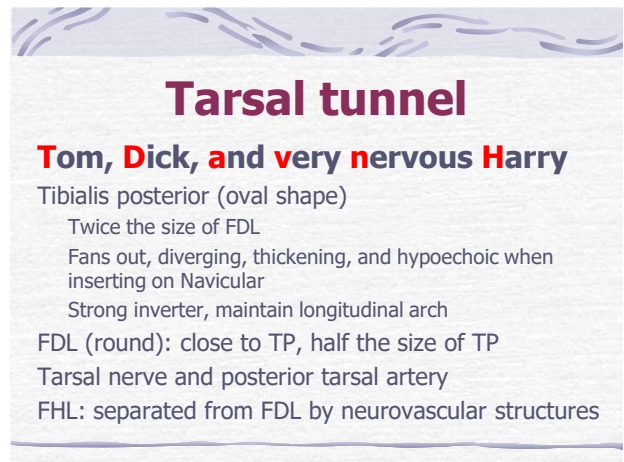 Tarsal tunnel
Tom, Dick, and very nervous Harry
Tibialis posterior (oval shape)
Twice the size of FDL
Fans out, diverging, thickening, and hypoechoic when
inserting on Navicular
Strong inverter, maintain longitudinal arch
FDL (round): close to TP, half the size of TP
Tarsal nerve and posterior tarsal artery
FHL: separated from FDL by neurovascular structures